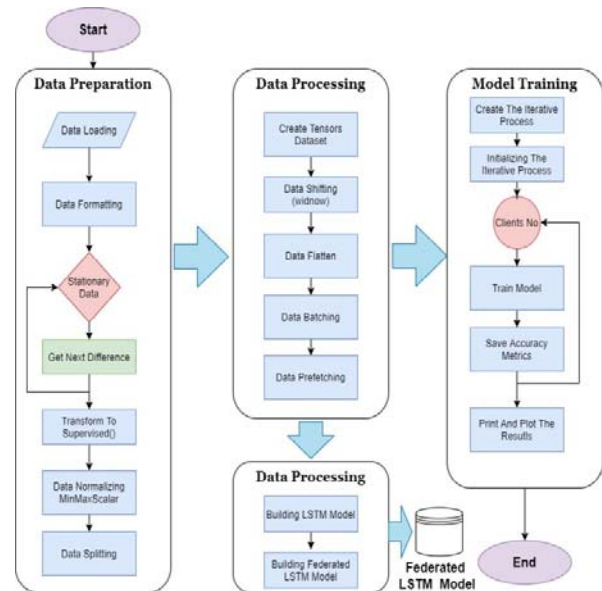 Start
Data Preparation
Data Loading
Data Formatting
Stationary
Data
Get Next Difference
Transform To
Supervised()
Data Normalizing
MinMaxScalar
Data Splitting
Data Processing
Create Tensors
Dataset
Data Shifting
(widnow)
Data Flatten
Data Batching
Data Prefetching
Data Processing
Building LSTM Model
Building Federated
LSTM Model
Federated
LSTM Model
Model Training
Create The Iterative
Process
Initializing The
Iterative Process
Clients No
Train Model
Save Accuracy
Metrics
Print And Plot The
Resutls
End